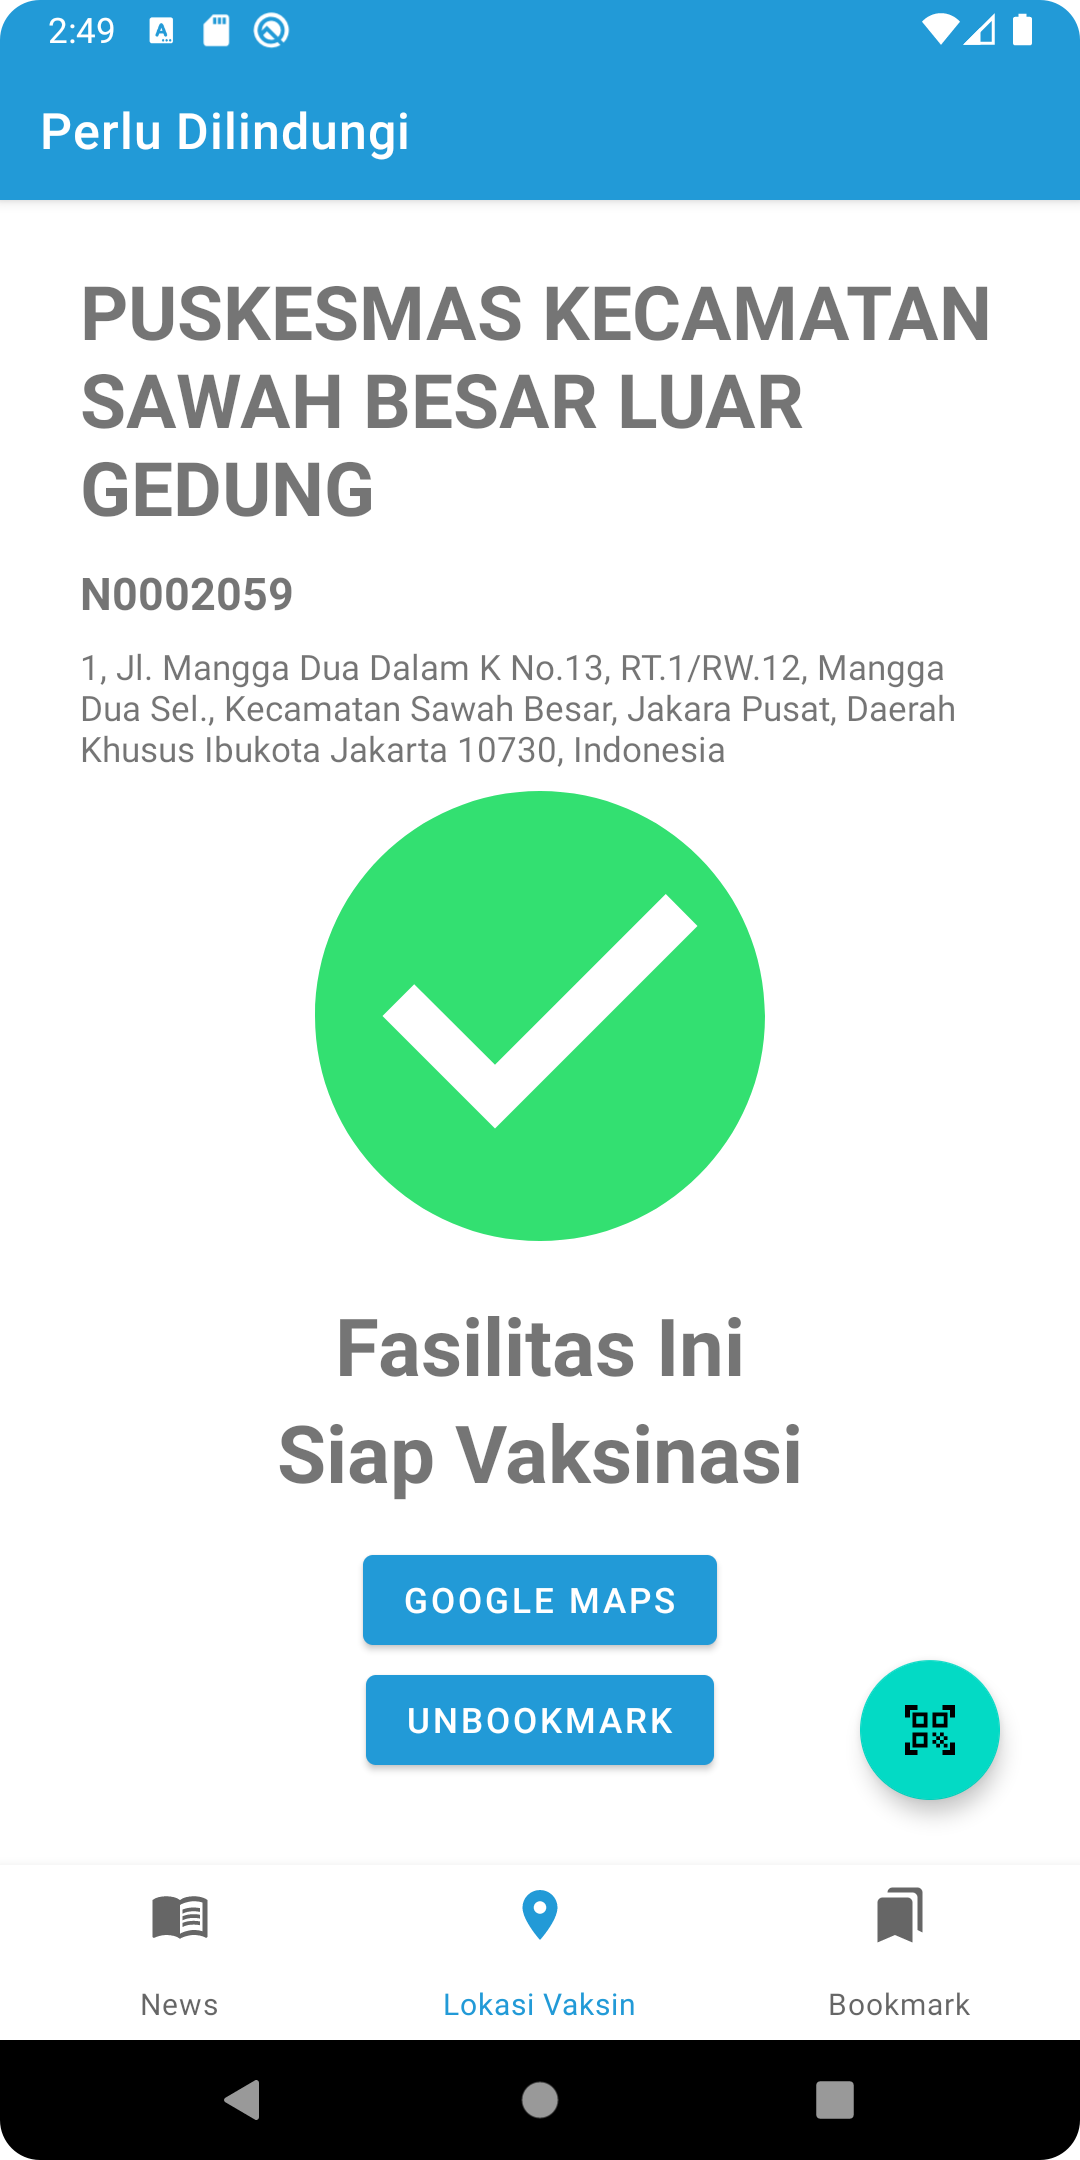 2:49
Perlu Dilindungi
PUSKESMAS KECAMATAN
SAWAH BESAR LUAR
GEDUNG
N0002059
1, Jl. Mangga Dua Dalam K No.13, RT.1/RW.12, Mangga
Dua Sel., Kecamatan Sawah Besar, Jakara Pusat, Daerah
Khusus Ibukota Jakarta 10730, Indonesia
Fasilitas Ini
Siap Vaksinasi
GOOGLE MAPS
UNBOOKMARK
News
Lokasi Vaksin
Bookmark